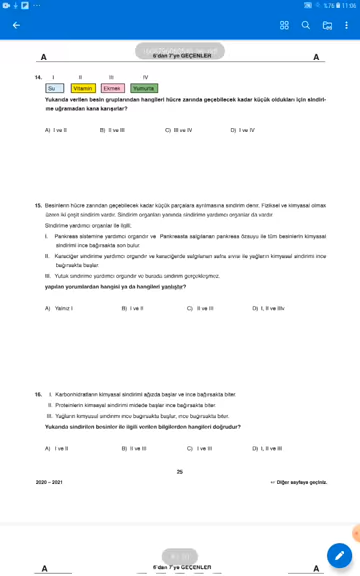 5.76 11:06
A 6'dan 7'ye GEÇENLER A
14. I II III IV
Su Vitamin Ekmek Yumurta
Yukarıda verilen besin gruplarından hangileri hücre zarında geçebilecek kadar küçük oldukları için sindiri-
me uğramadan kana karışırlar?
A) I ve II B) II ve III C) III ve IV D) I ve IV
15. Besinlerin hücre zarından geçebilecek kadar küçük parçalara ayrılmasına sindirim denir. Fiziksel ve kimyasal olmak
üzere iki çeşit sindirim vardır. Sindirim organları yanında sindirime yardımcı organlar da vardır.
Sindirime yardımcı organlar ile ilgili;
I. Pankreas sistemine yardımcı organdır ve Pankreasta salgılanan pankreas özsuyu ile tüm besinlerin kimyasal
sindirimi ince bağırsakta son bulur.
II. Karaciğer sindirime yardımcı organdır ve karaciğerde salgılanan safra sıvısı ile yağların kimyasal sindirimi ince
bağırsakta başlar.
III. Yutak sindirime yardımcı organdır ve burada sindirim gerçekleşmez.
yapılan yorumlardan hangisi ya da hangileri yanlıştır?
A) Yalnız I B) I ve II C) II ve III D) I, II ve IIIv
16. I. Karbonhidratların kimyasal sindirimi ağızda başlar ve ince bağırsakta biter.
II. Proteinlerin kimyasal sindirimi midede başlar ince bağırsakta biter.
III. Yağların kimyasal sindirimi ince bağırsakta başlar, ince bağırsakta biter.
Yukarıda sindirilen besinler ile ilgili verilen bilgilerden hangileri doğrudur?
A) I ve II B) II ve III C) I ve III D) I, II ve III
25
2020 – 2021 Diğer sayfaya geçiniz.
A 6'dan 7'ye GEÇENLER A